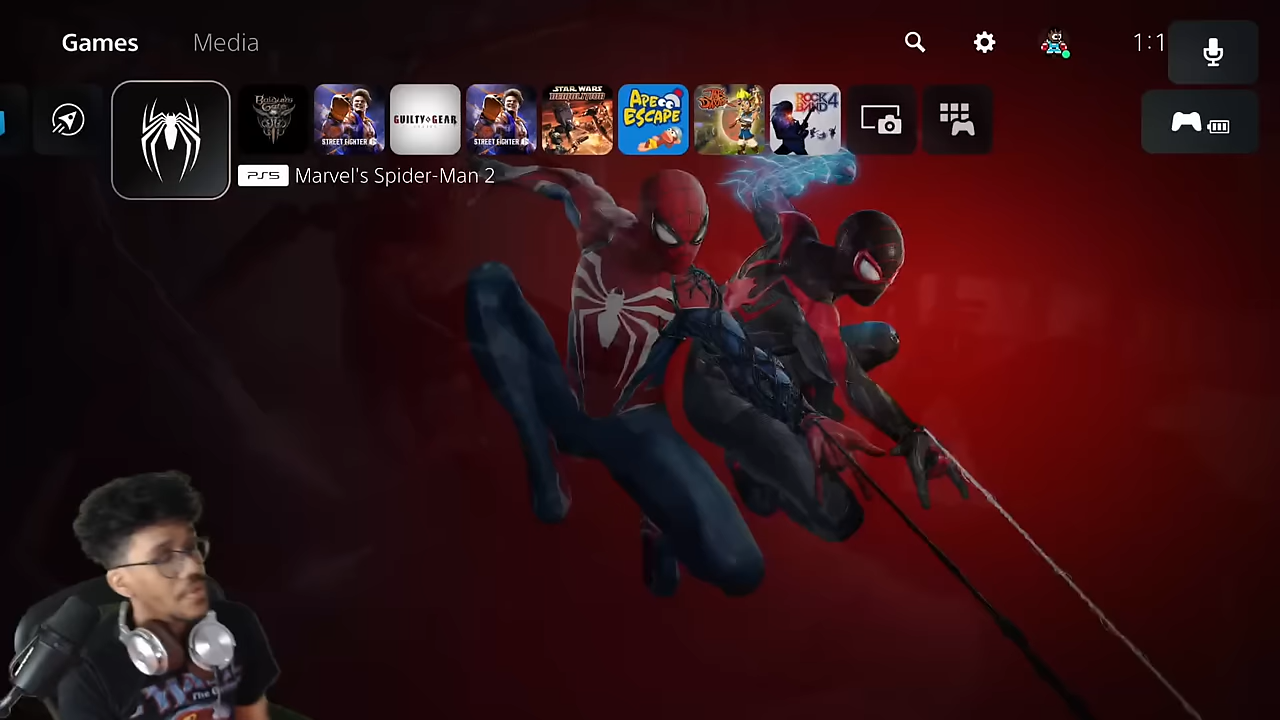 Games
Media
1:1
Baldur's Gate
STREET FIGHTER 6
GUILTY GEAR
STREET FIGHTER 6
STAR WARS
DEMOLITION
APE ESCAPE
ROCK BAND 4
PS5 Marvel's Spider-Man 2